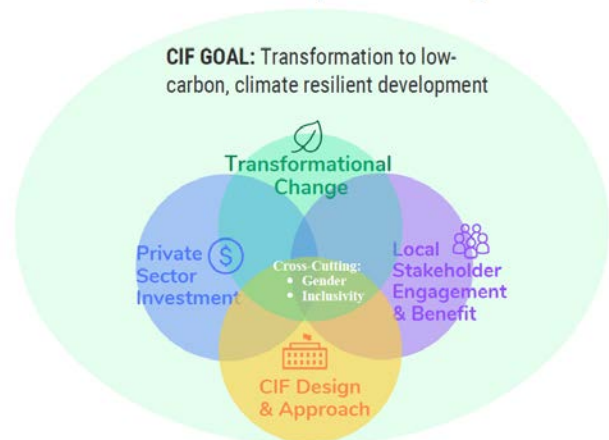 CIF GOAL: Transformation to low-
carbon, climate resilient development
Transformational
Change
Private
Sector
Investment
$
Cross-Cutting:
• Gender
• Inclusivity
Local
Stakeholder
Engagement
& Benefit
CIF Design
& Approach